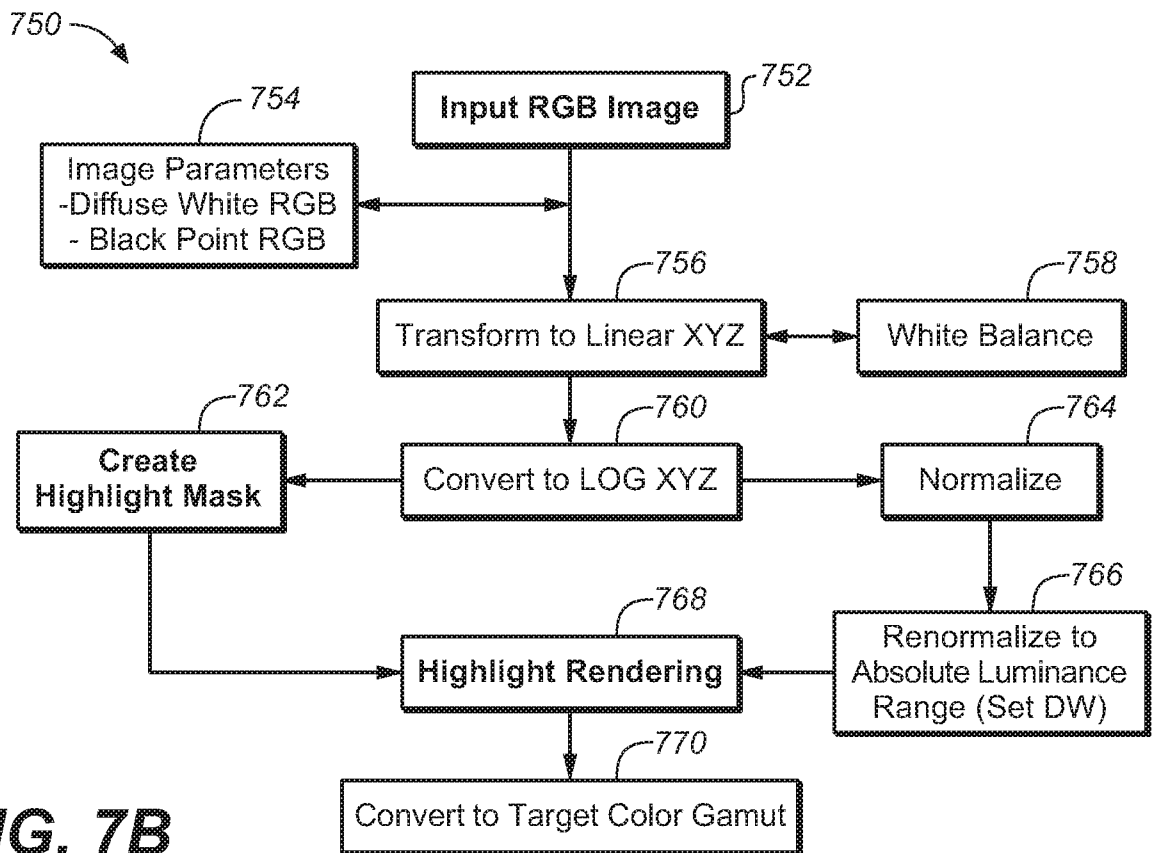 750
752
Input RGB Image
754
Image Parameters
-Diffuse White RGB
- Black Point RGB
756
Transform to Linear XYZ
758
White Balance
762
Create
Highlight Mask
760
Convert to LOG XYZ
764
Normalize
768
Highlight Rendering
766
Renormalize to
Absolute Luminance
Range (Set DW)
770
Convert to Target Color Gamut
IG. 7B